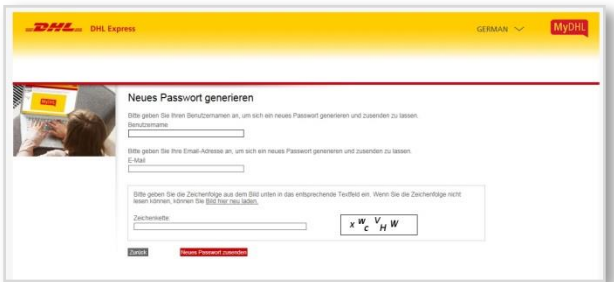 DHL DHL Express
GERMAN
MyDHL
Neues Passwort generieren
Bitte geben Sie Ihren Benutzernamen an, um sich ein neues Passwort generieren und zusenden zu lassen.
Benutzername
Bitte geben Sie Ihre Email-Adresse an, um sich ein neues Passwort generieren und zusenden zu lassen.
E-Mail
Bitte geben Sie die Zeichenfolge aus dem Bild unten in das entsprechende Textfeld ein. Wenn Sie die Zeichenfolge nicht
lesen können, können Sie Bild hier neu laden.
Zeichenkette
x W c V H W
Zurück
Neues Passwort zusenden